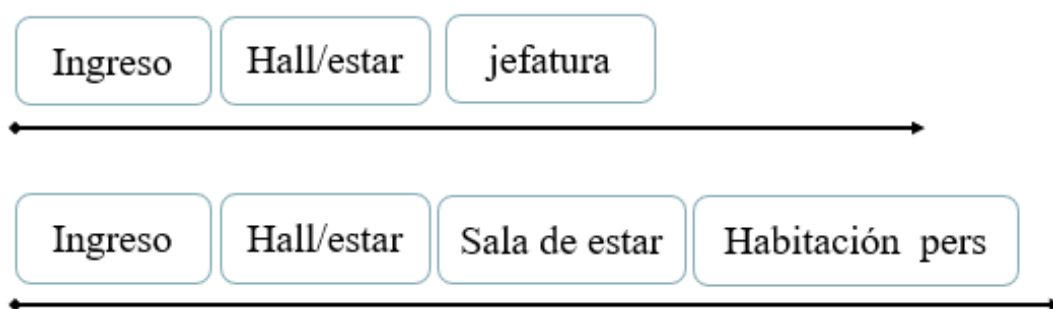 Ingreso Hall/estar jefatura
Ingreso Hall/estar Sala de estar Habitación pers